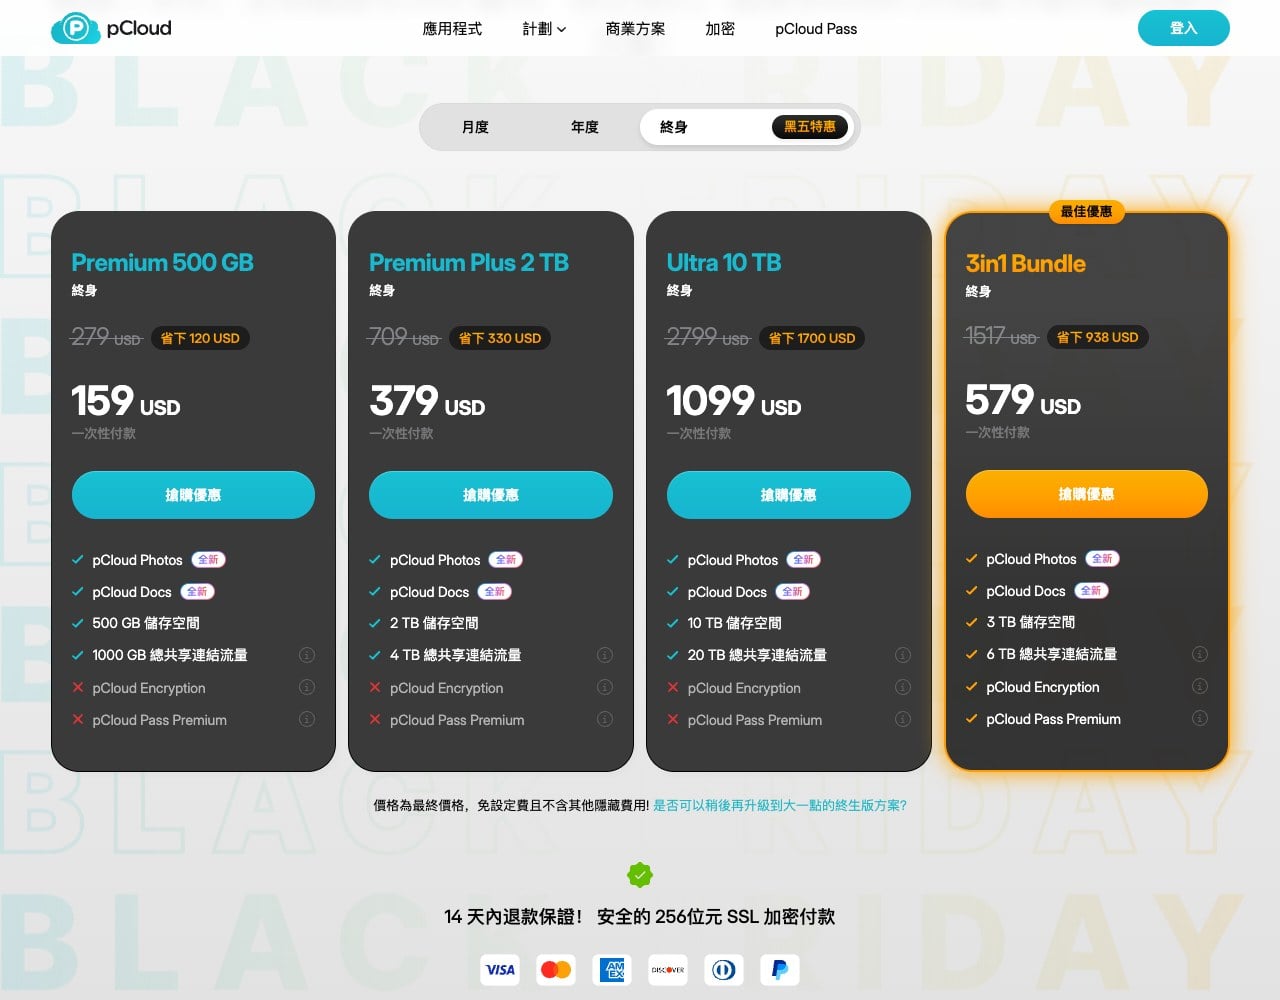 pCloud
應用程式
計劃
商業方案
加密
pCloud Pass
登入
BLACK FRIDAY
月度
年度
終身
黑五特惠
BLACK FRIDAY
Premium 500 GB
終身
279 USD
省下 120 USD
159 USD
一次性付款
搶購優惠
pCloud Photos 全新
pCloud Docs 全新
500 GB 儲存空間
1000 GB 總共享連結流量
pCloud Encryption
pCloud Pass Premium
Premium Plus 2 TB
終身
709 USD
省下 330 USD
379 USD
一次性付款
搶購優惠
pCloud Photos 全新
pCloud Docs 全新
2 TB 儲存空間
4 TB 總共享連結流量
pCloud Encryption
pCloud Pass Premium
Ultra 10 TB
終身
2799 USD
省下 1700 USD
1099 USD
一次性付款
搶購優惠
pCloud Photos 全新
pCloud Docs 全新
10 TB 儲存空間
20 TB 總共享連結流量
pCloud Encryption
pCloud Pass Premium
最佳優惠
3in1 Bundle
終身
1517 USD
省下 938 USD
579 USD
一次性付款
搶購優惠
pCloud Photos 全新
pCloud Docs 全新
3 TB 儲存空間
6 TB 總共享連結流量
pCloud Encryption
pCloud Pass Premium
BLACK FRIDAY
價格為最終價格，免設定費且不含其他隱藏費用! 是否可以稍後再升級到大一點的終生版方案?
BLACK FRIDAY
14 天內退款保證！ 安全的 256位元 SSL 加密付款
VISA
AMEX
DISCOVER